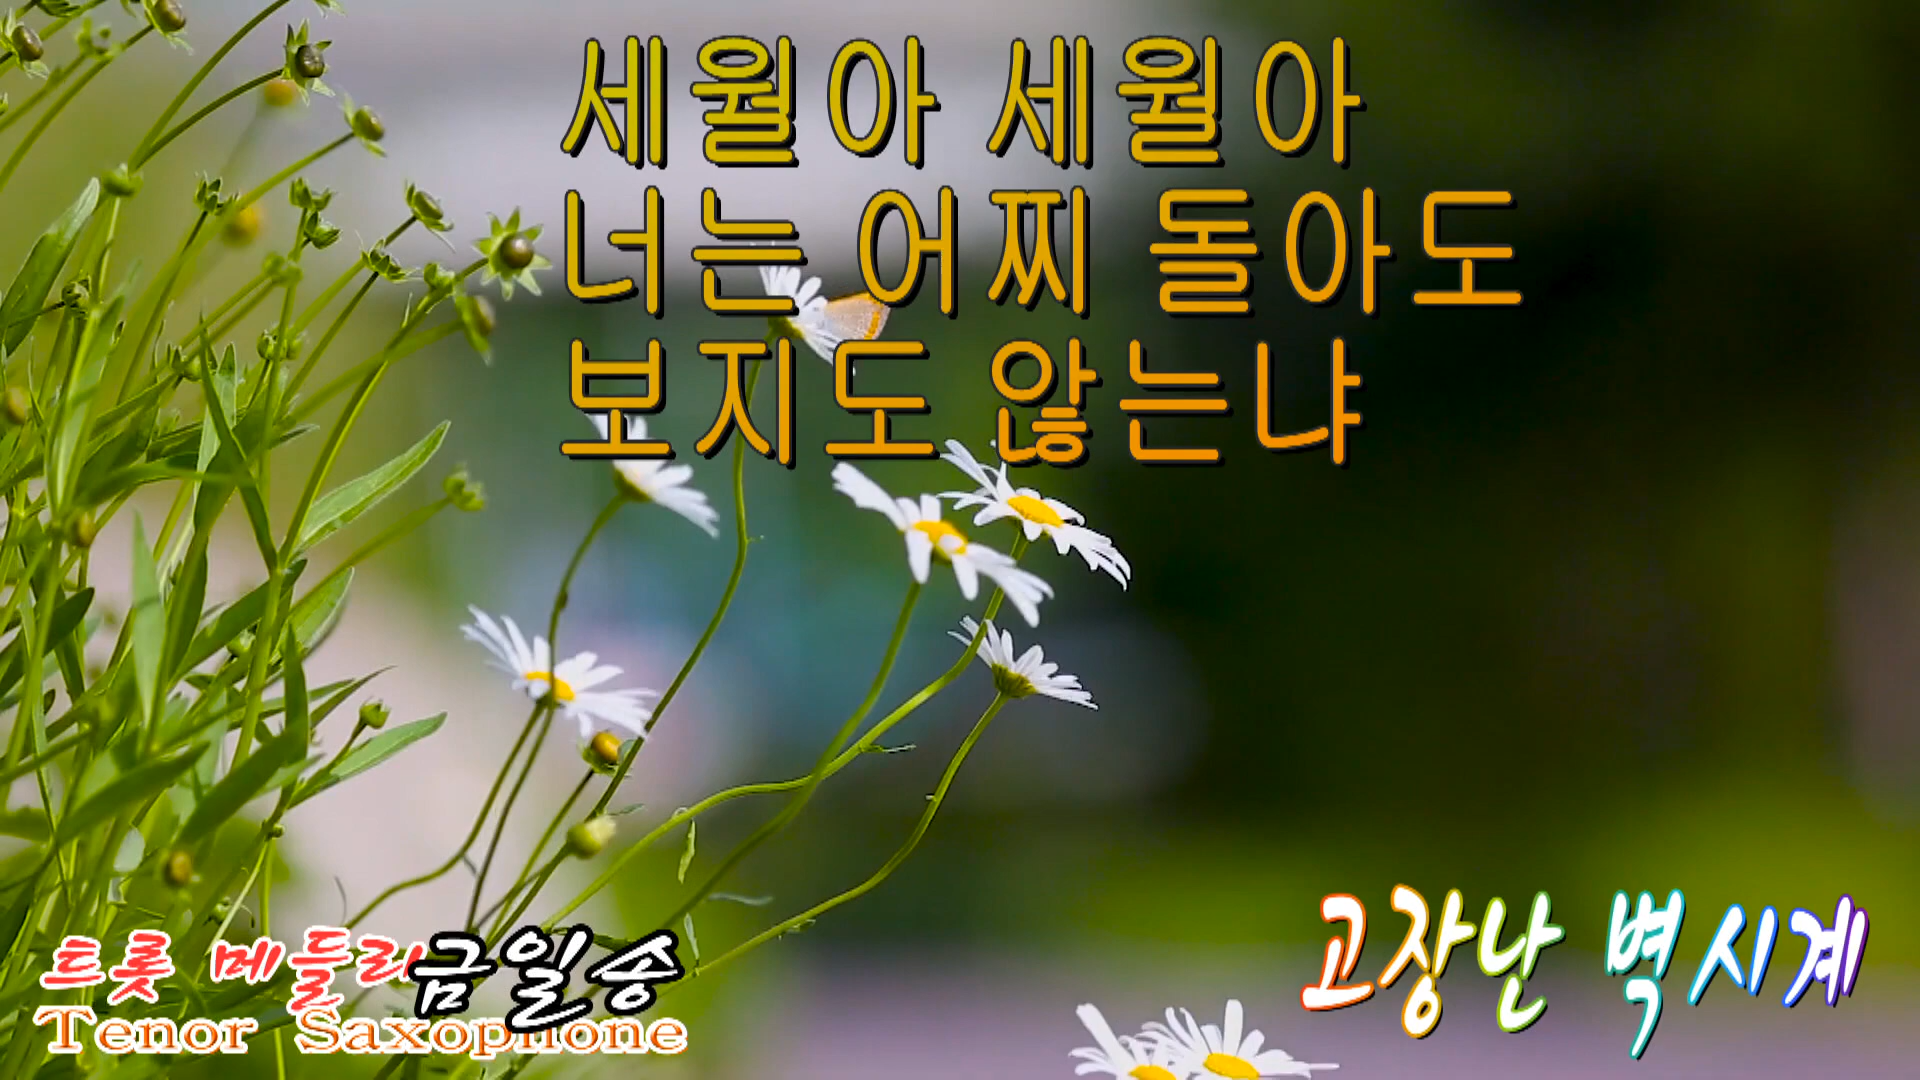 세월아 세월아
너는 어찌 돌아도
보지도 않는냐
트롯 메들리 금일송
Tenor Saxophone
고장난 벽시계